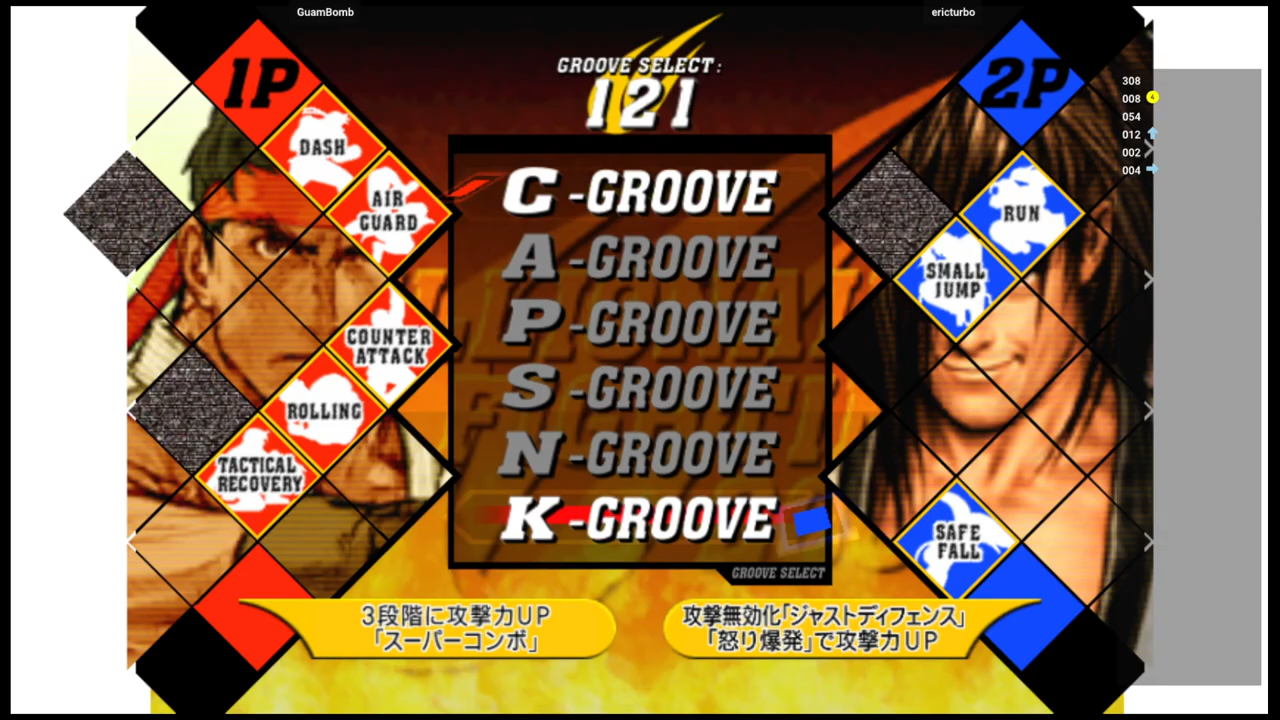 GuamBomb
ericturbo
GROOVE SELECT:
121
1P
2P
DASH
AIR
GUARD
COUNTER
ATTACK
ROLLING
TACTICAL
RECOVERY
C-GROOVE
A-GROOVE
P-GROOVE
S-GROOVE
N-GROOVE
K-GROOVE
GROOVE SELECT
RUN
SMALL
JUMP
SAFE
FALL
308
008 4
054
012
002
004
3段階に攻撃力UP
「スーパーコンボ」
攻撃無効化「ジャストディフェンス」
「怒り爆発」で攻撃力UP